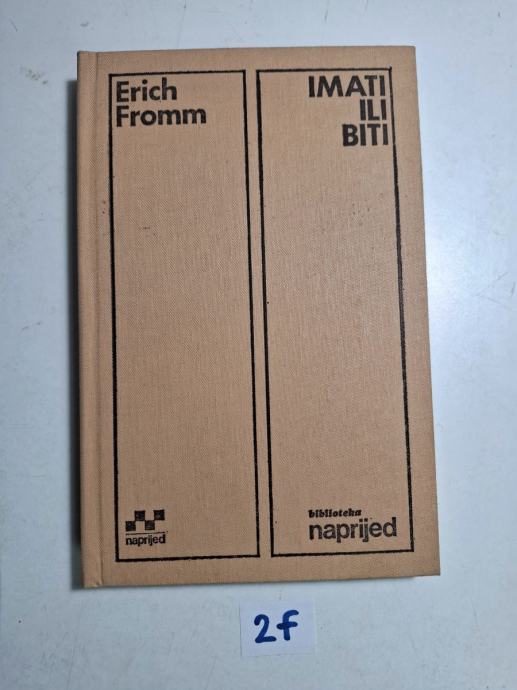 Erich
Fromm
IMATI
ILI
BITI
naprijed
biblioteka
naprijed
2f